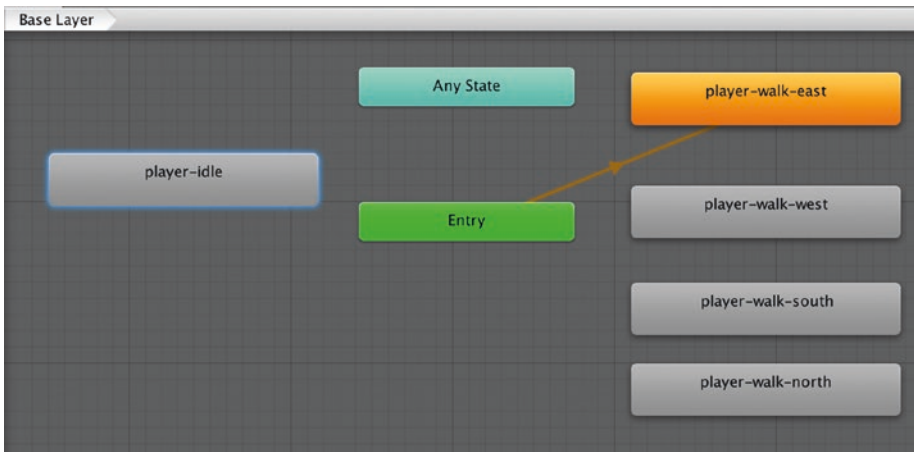 Base Layer
Any State
player-walk-east
player-idle
player-walk-west
Entry
player-walk-south
player-walk-north